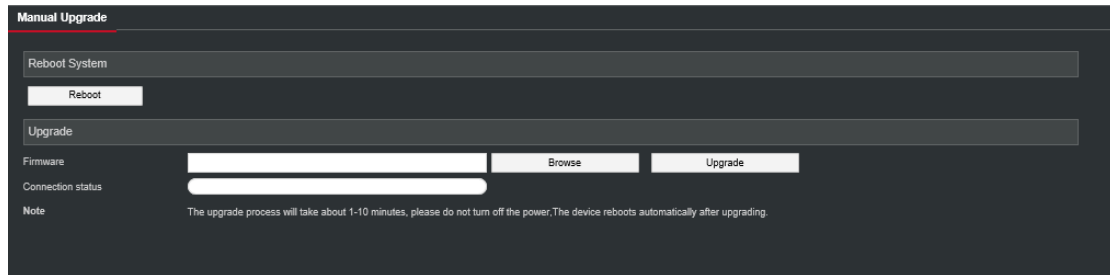 Manual Upgrade
Reboot System
Reboot
Upgrade
Firmware Browse Upgrade
Connection status
Note The upgrade process will take about 1-10 minutes, please do not turn off the power,The device reboots automatically after upgrading.